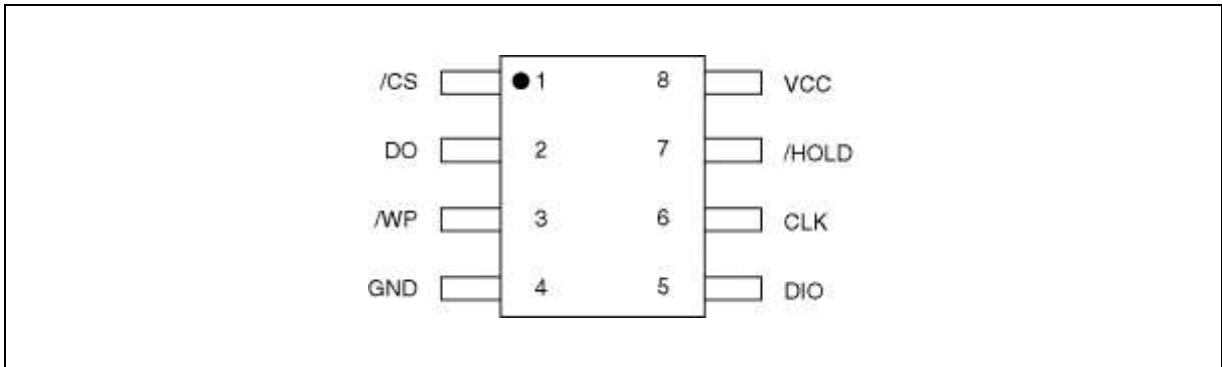 /CS 1 8 VCC
DO 2 7 /HOLD
/WP 3 6 CLK
GND 4 5 DIO